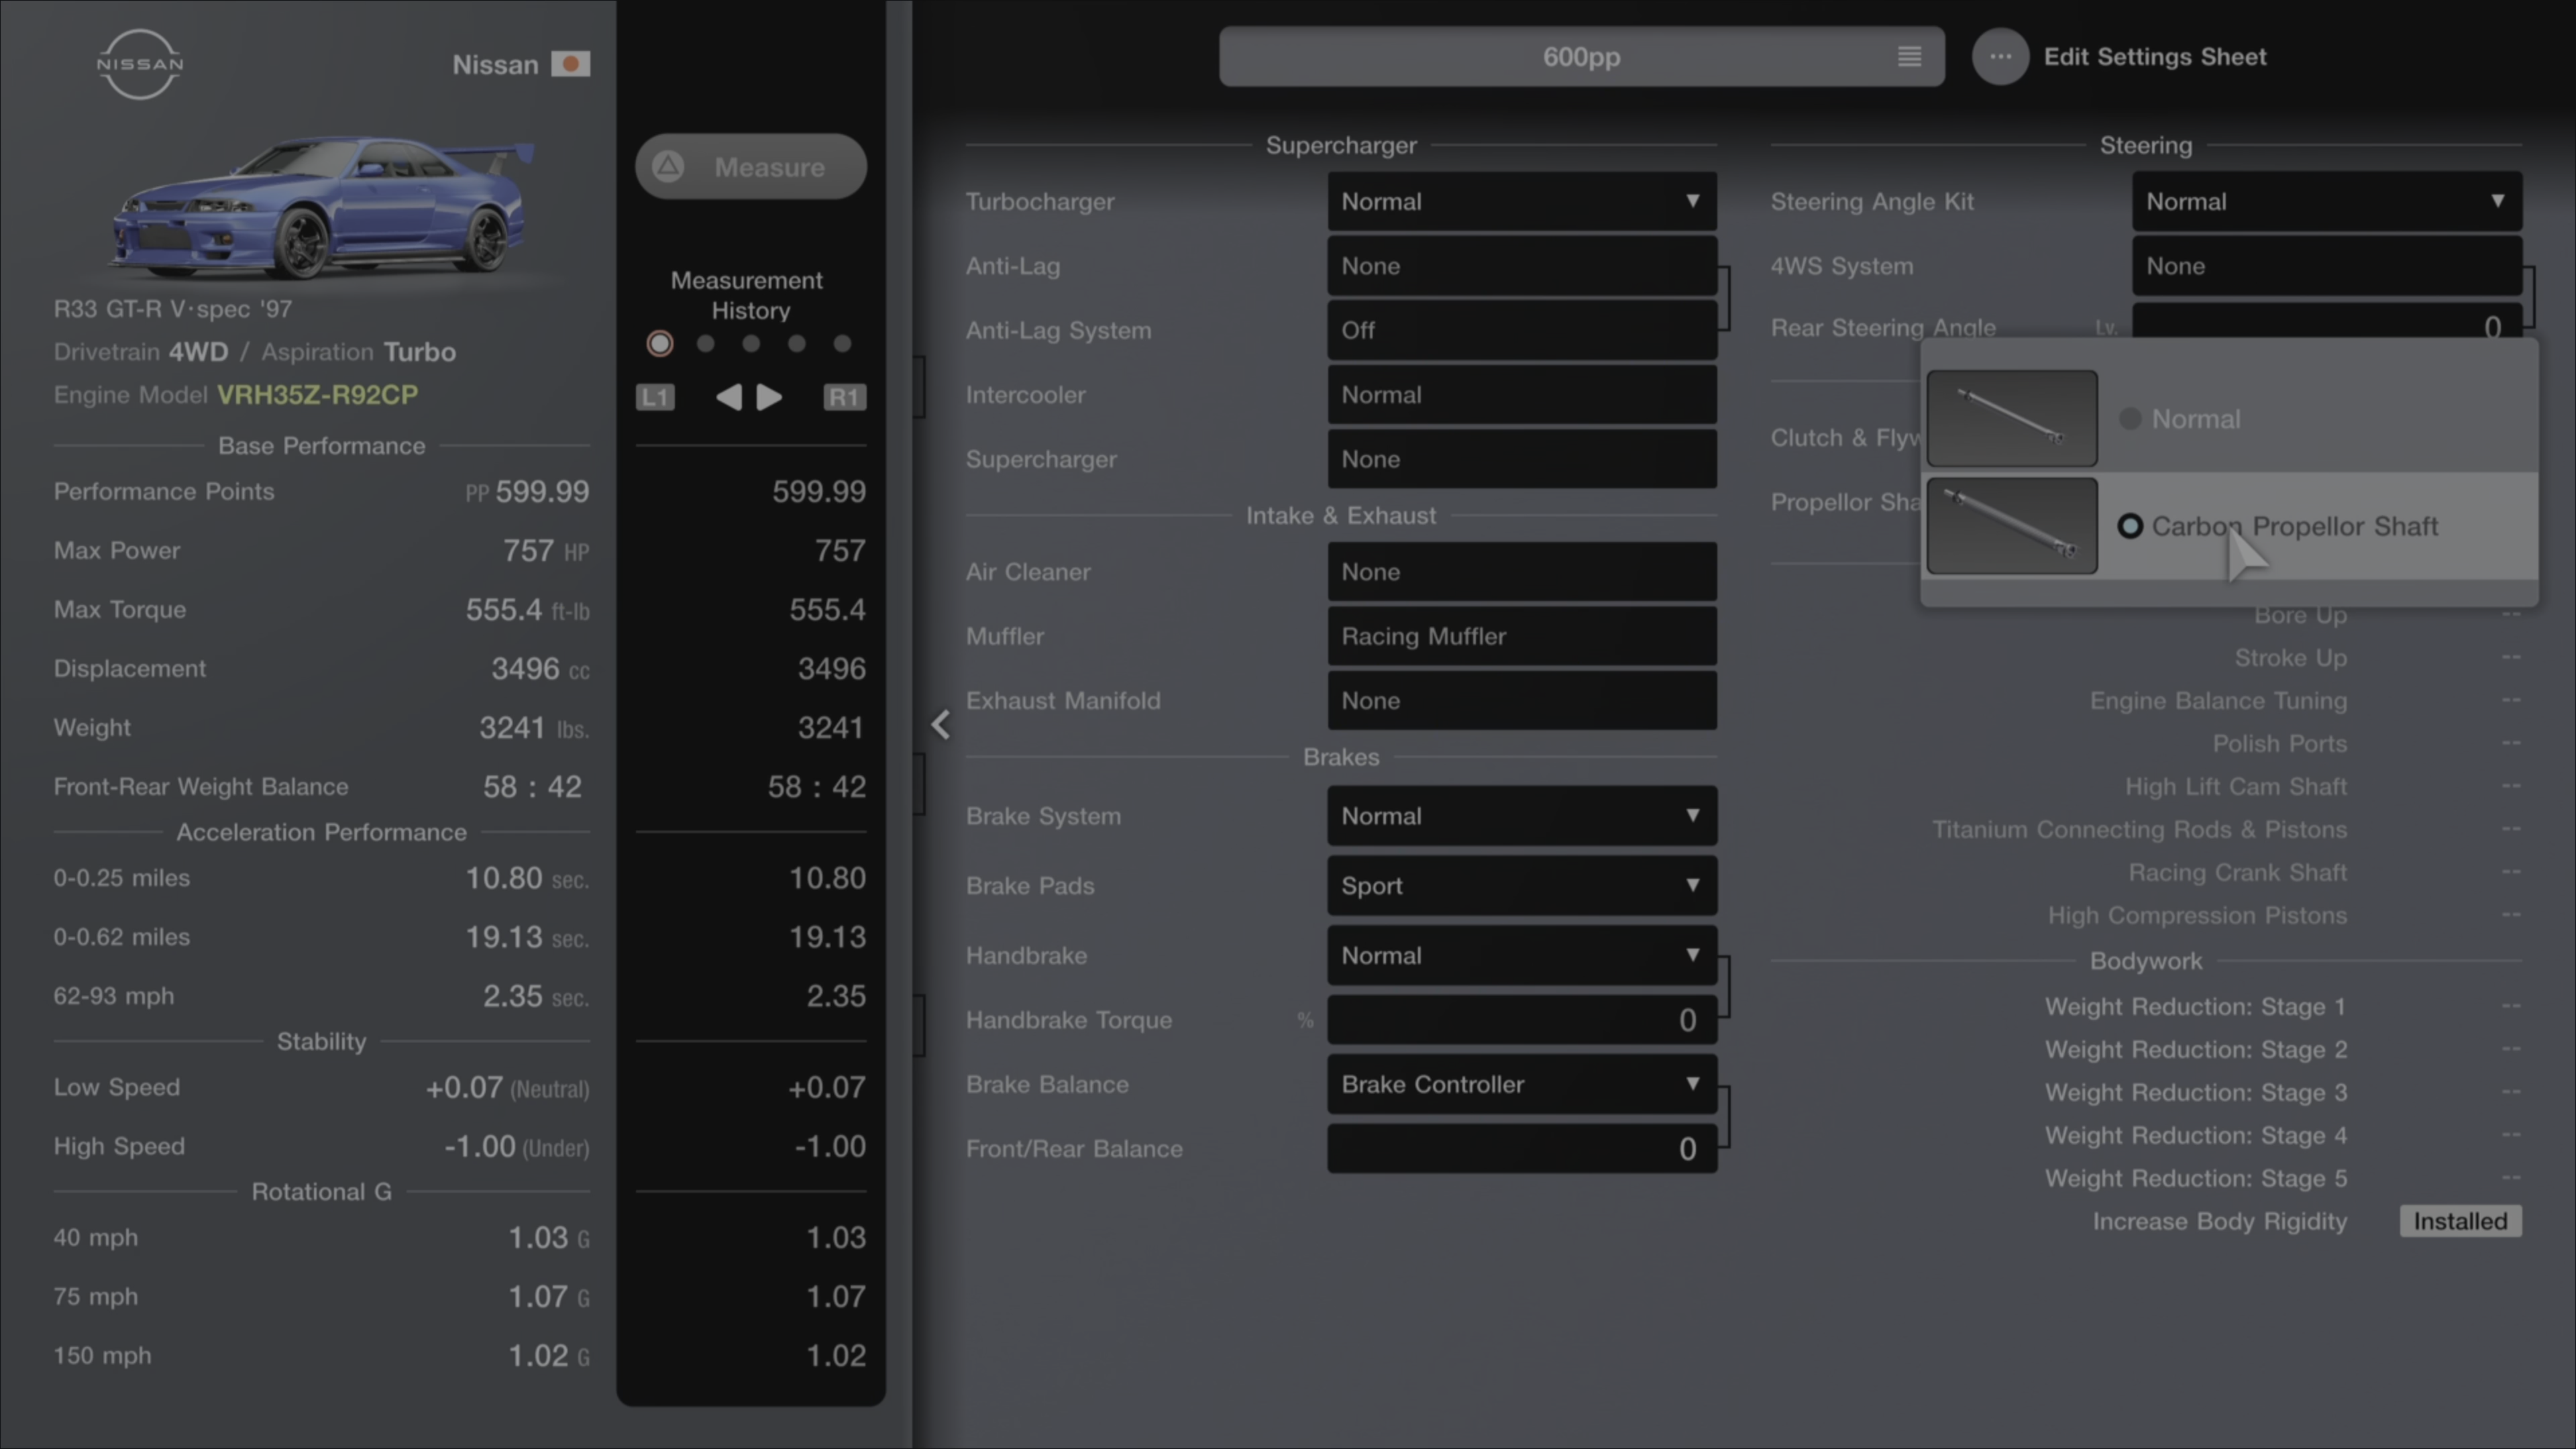 NISSAN
Nissan
R33 GT-R V·spec '97
Drivetrain 4WD / Aspiration Turbo
Engine Model VRH35Z-R92CP
Base Performance
Performance Points PP 599.99
Max Power 757 HP
Max Torque 555.4 ft-lb
Displacement 3496 cc
Weight 3241 lbs.
Front-Rear Weight Balance 58 : 42
Acceleration Performance
0-0.25 miles 10.80 sec.
0-0.62 miles 19.13 sec.
62-93 mph 2.35 sec.
Stability
Low Speed +0.07 (Neutral)
High Speed -1.00 (Under)
Rotational G
40 mph 1.03 G
75 mph 1.07 G
150 mph 1.02 G
Measure
Measurement
History
L1 R1
599.99
757
555.4
3496
3241
58 : 42
10.80
19.13
2.35
+0.07
-1.00
1.03
1.07
1.02
600pp
Edit Settings Sheet
Supercharger
Turbocharger Normal
Anti-Lag None
Anti-Lag System Off
Intercooler Normal
Supercharger None
Intake & Exhaust
Air Cleaner None
Muffler Racing Muffler
Exhaust Manifold None
Brakes
Brake System Normal
Brake Pads Sport
Handbrake Normal
Handbrake Torque % 0
Brake Balance Brake Controller
Front/Rear Balance 0
Steering
Steering Angle Kit Normal
4WS System None
Rear Steering Angle Lv. 0
Clutch & Flyw
Propellor Sha
Normal
Carbon Propellor Shaft
Bore Up --
Stroke Up --
Engine Balance Tuning --
Polish Ports --
High Lift Cam Shaft --
Titanium Connecting Rods & Pistons --
Racing Crank Shaft --
High Compression Pistons --
Bodywork
Weight Reduction: Stage 1 --
Weight Reduction: Stage 2 --
Weight Reduction: Stage 3 --
Weight Reduction: Stage 4 --
Weight Reduction: Stage 5 --
Increase Body Rigidity Installed